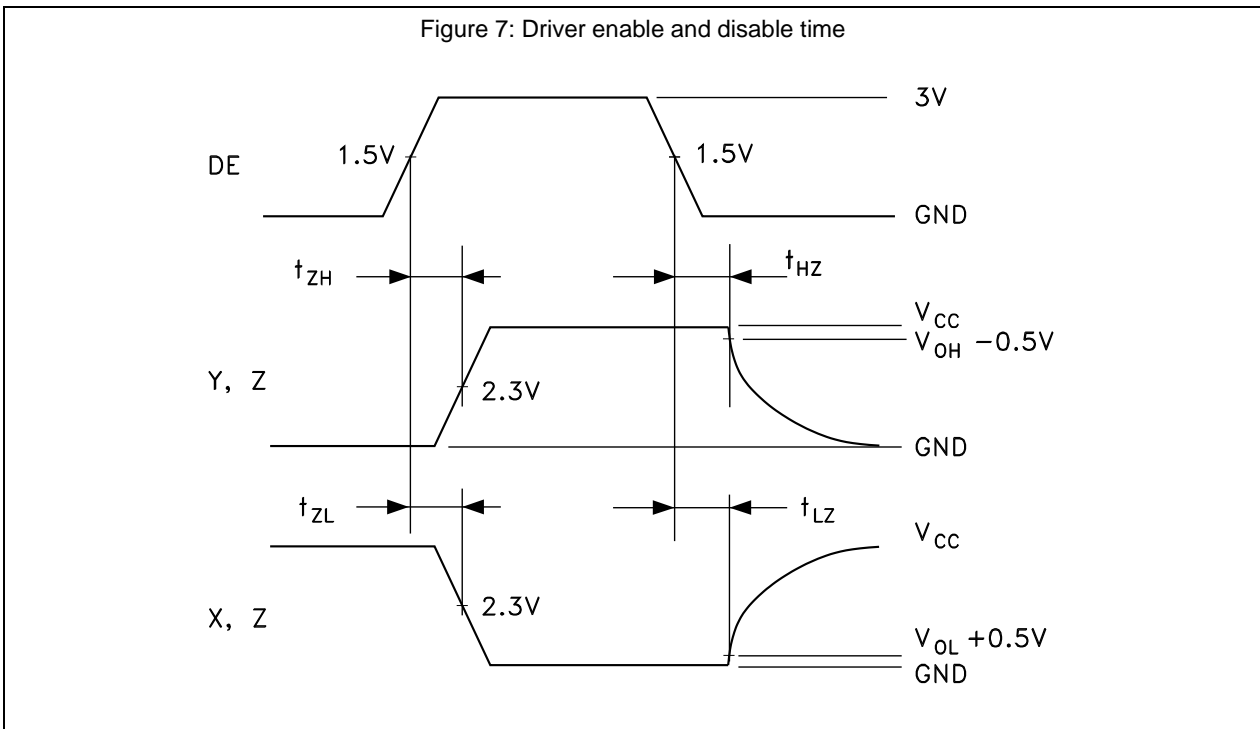 Figure 7: Driver enable and disable time
3V
1.5V
1.5V
DE
GND
tZH
tHZ
VCC
VOH −0.5V
Y, Z
2.3V
GND
tZL
tLZ
VCC
2.3V
X, Z
VOL +0.5V
GND